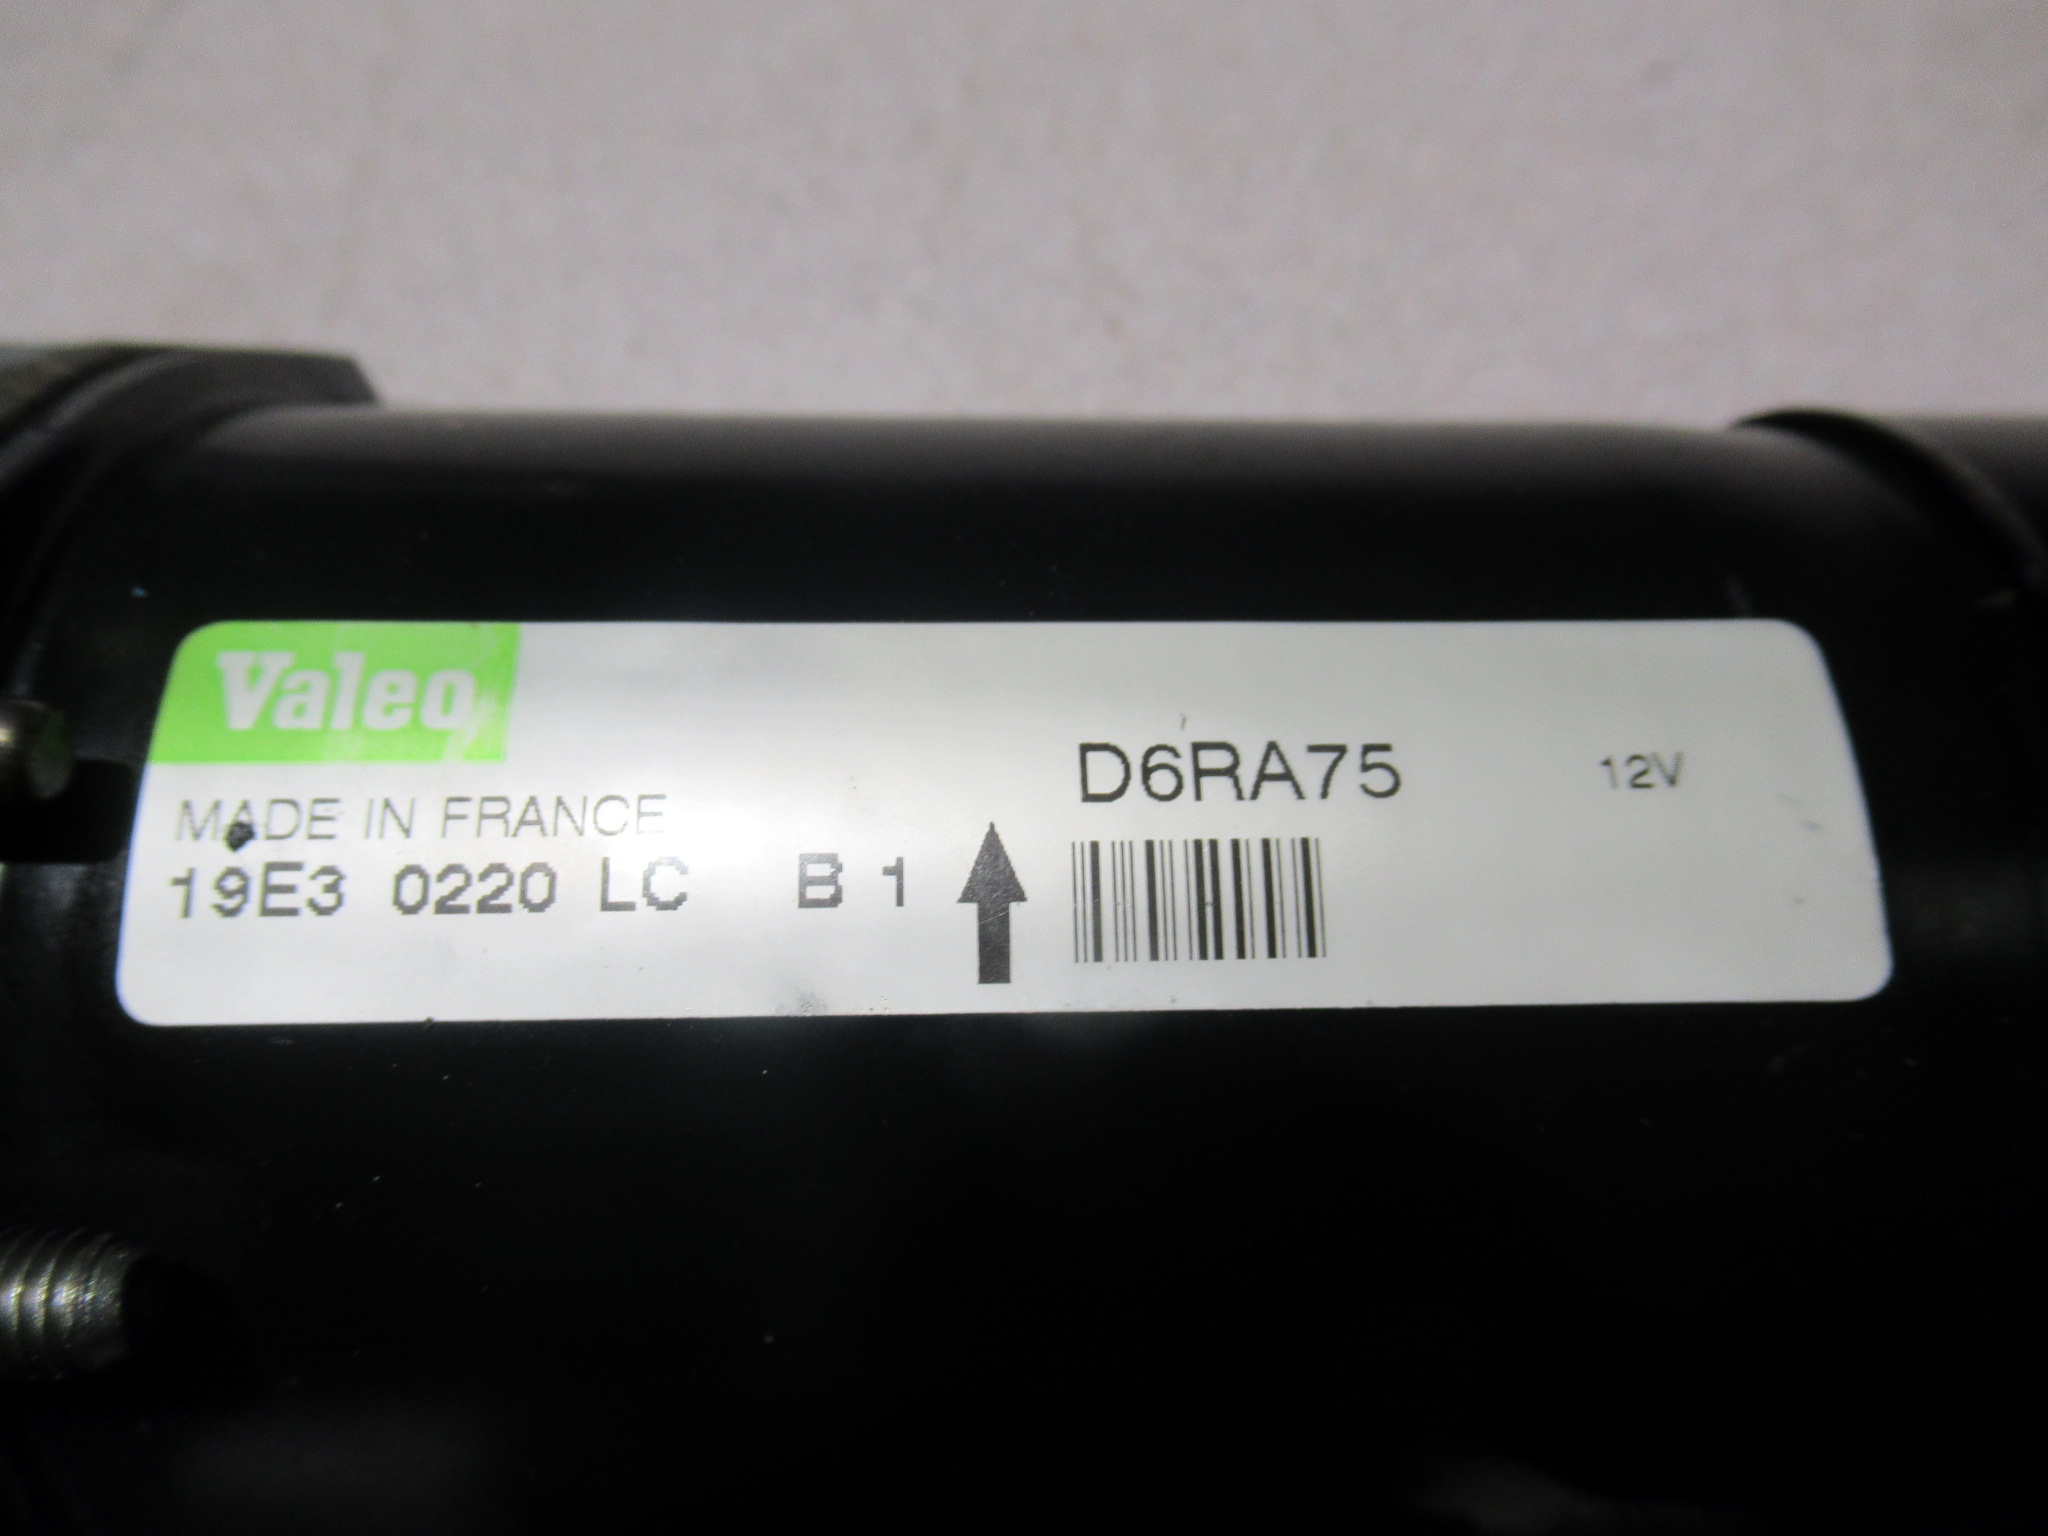 Valeo
D6RA75 12V
MADE IN FRANCE
19E3 0220 LC B 1